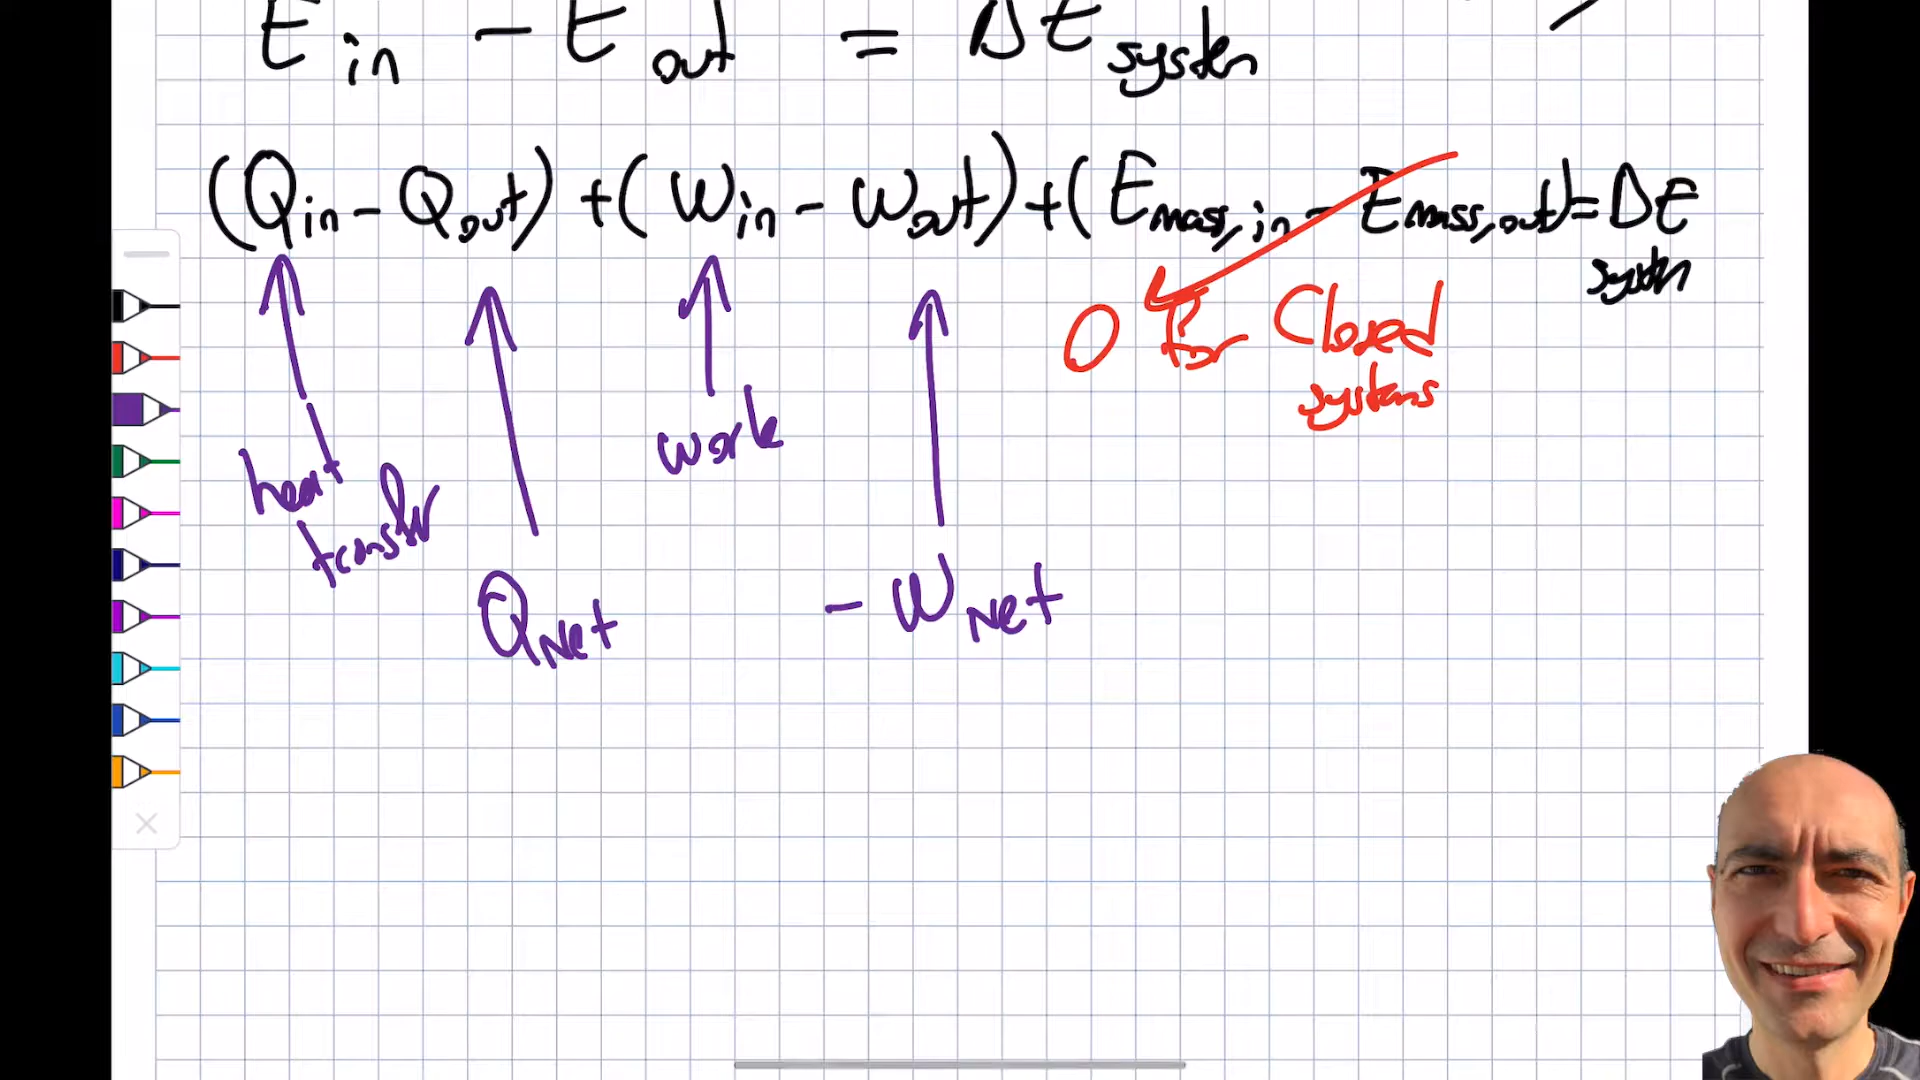 E in - E out = ΔE system
(Q in - Q out) + (W in - W out) + (E mass, in - E mass, out) = ΔE
system
0 for Closed
systems
work
heat
transfer
Q Net
- W Net